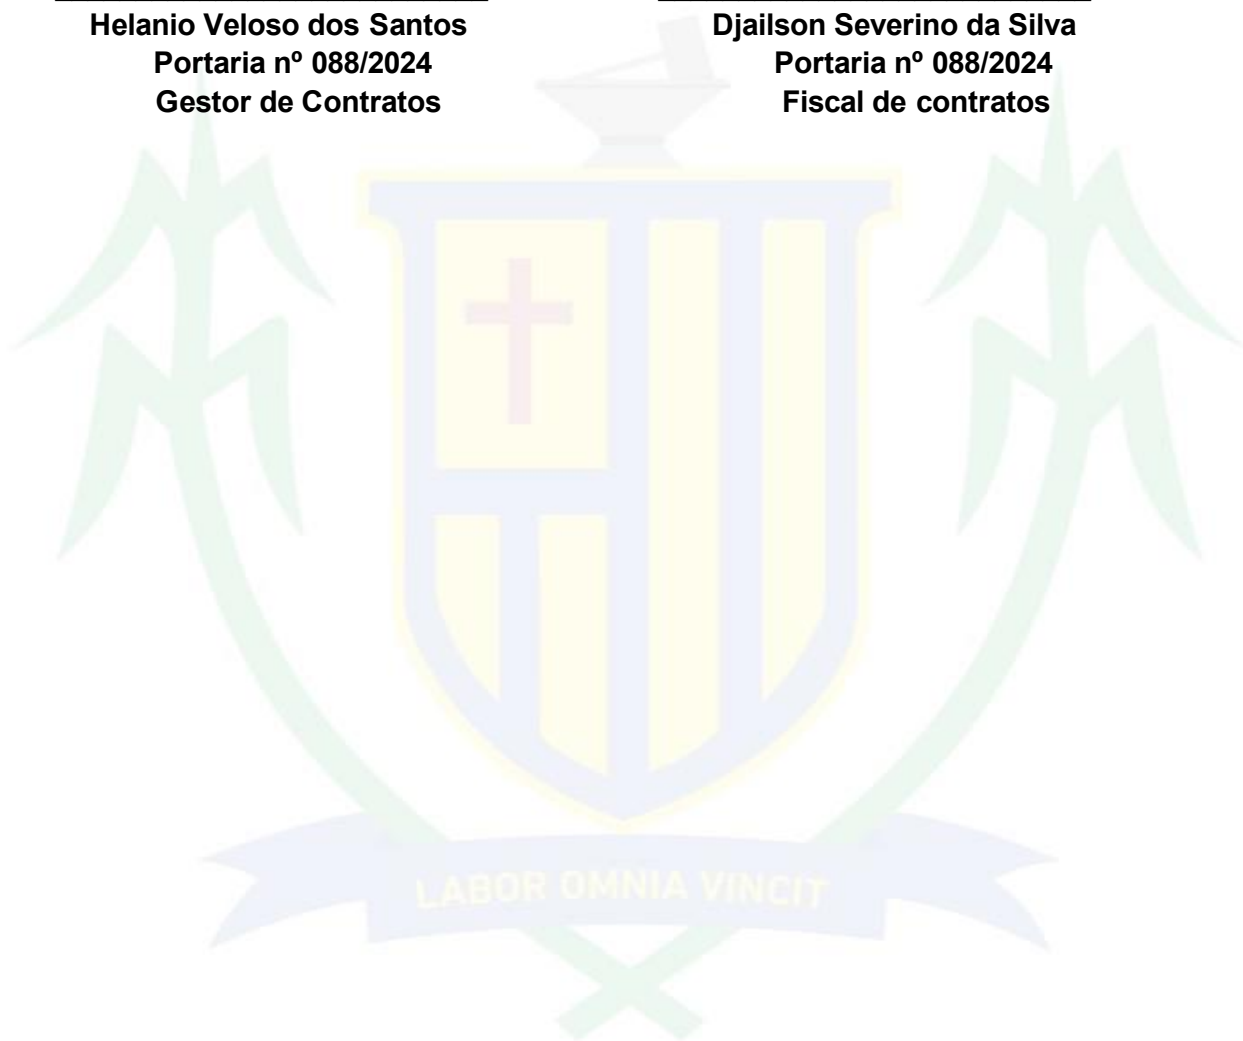 Helanio Veloso dos Santos
Portaria nº 088/2024
Gestor de Contratos
Djailson Severino da Silva
Portaria nº 088/2024
Fiscal de contratos
LABOR OMNIA VINCIT